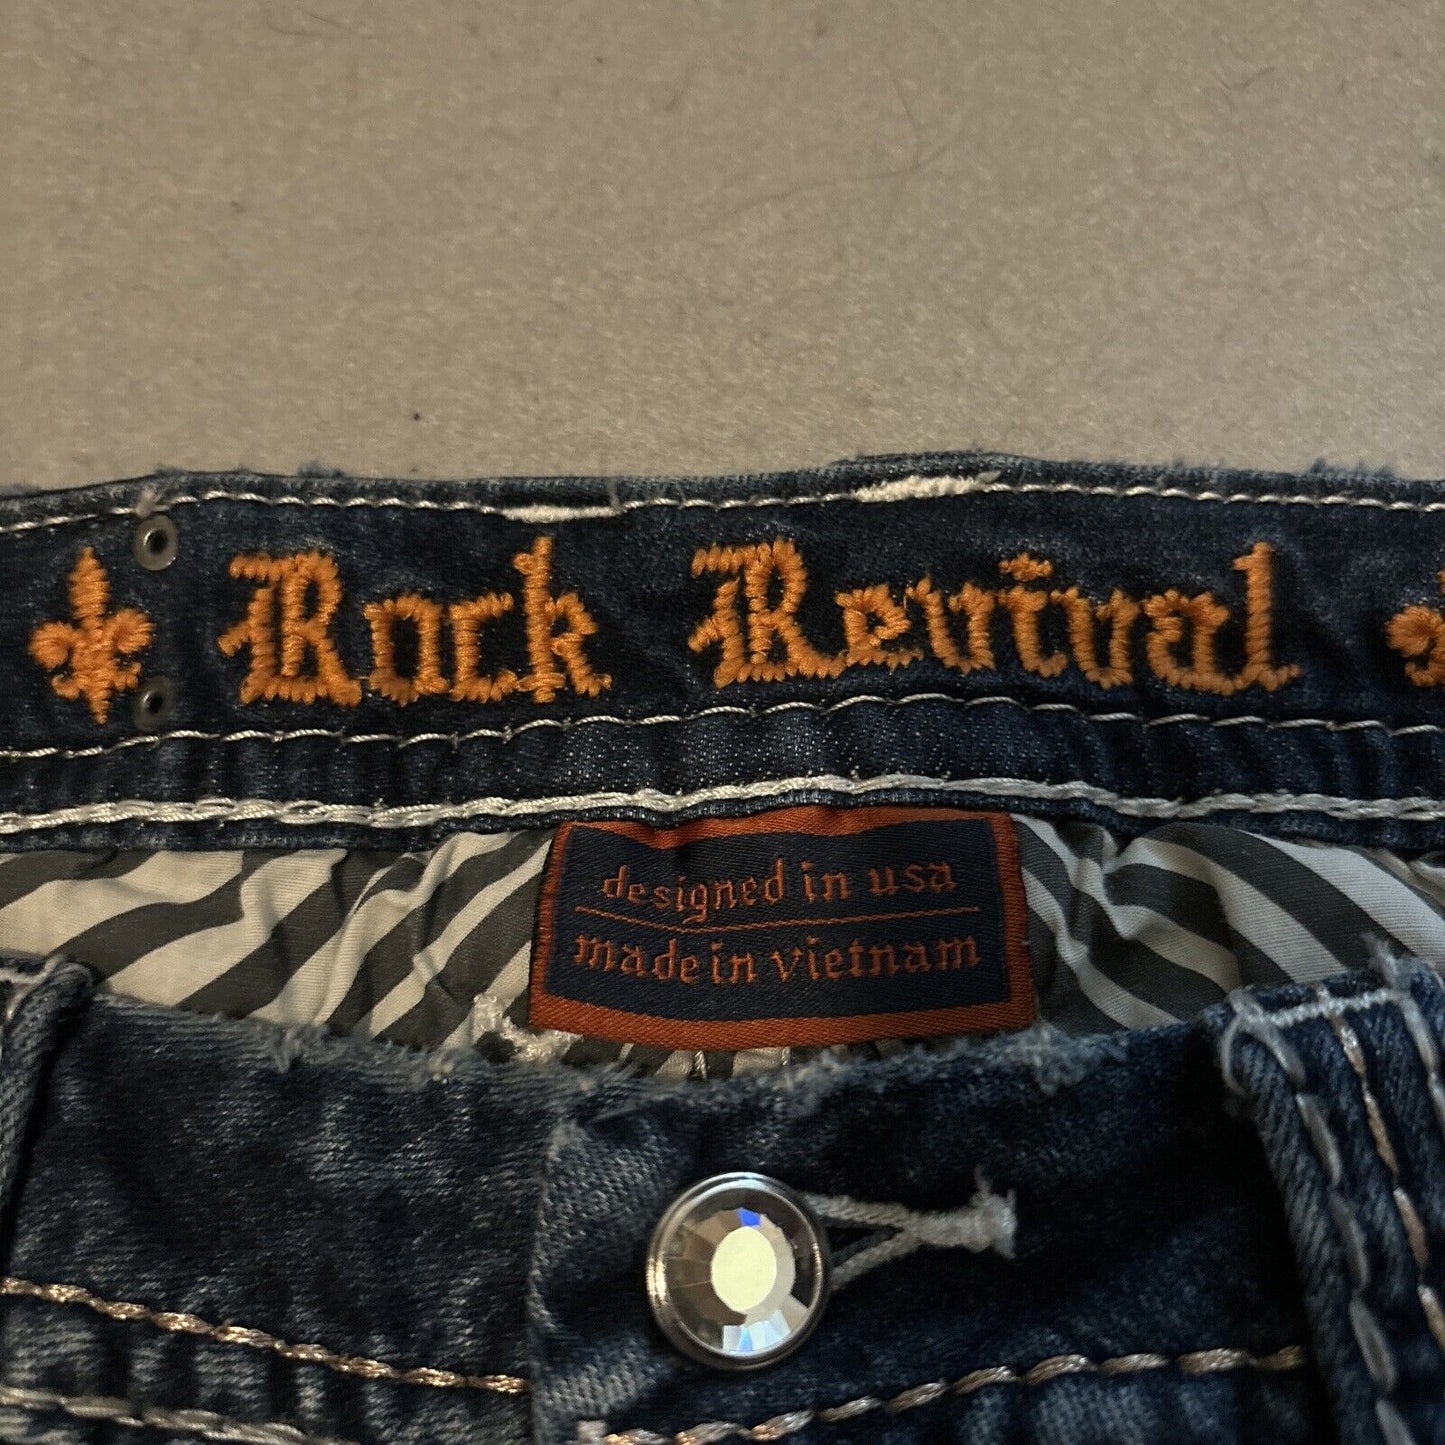 Rock Revival
designed in usa
made in vietnam